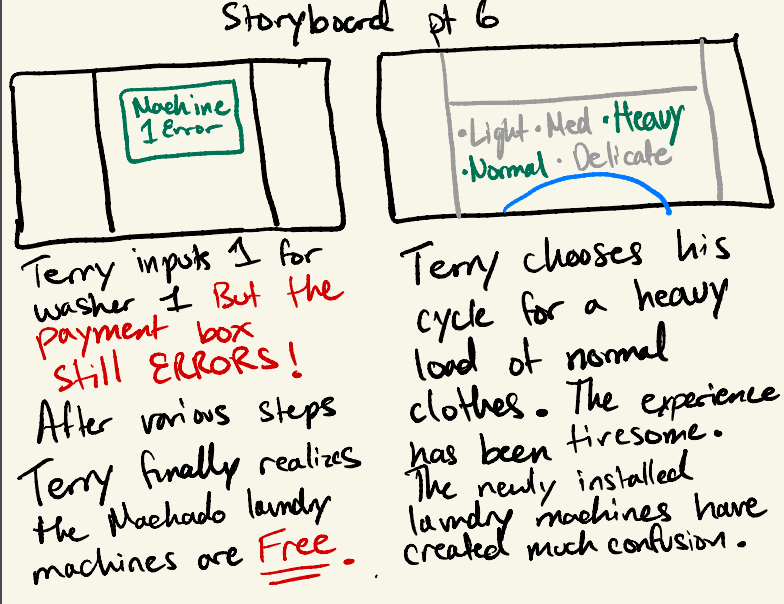 Storyboard pt 6
Machine
1 Error
Terry inputs 1 for
washer 1 But the
payment box
still ERRORS!
After various steps
Terry finally realizes
the Machado laundry
machines are Free.
· Light · Med · Heavy
· Normal · Delicate
Terry chooses his
cycle for a heavy
load of normal
clothes. The experience
has been tiresome.
The newly installed
laundry machines have
created much confusion.